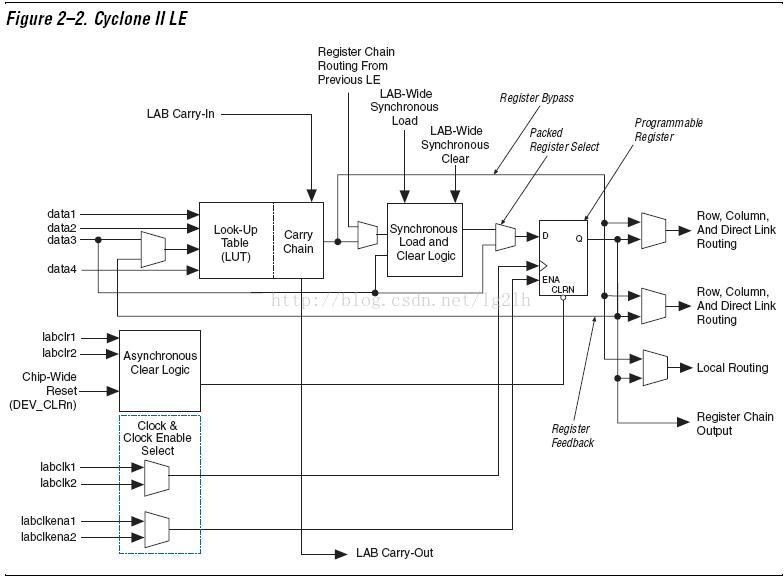 Figure 2–2. Cyclone II LE
Register Chain
Routing From
Previous LE
LAB-Wide
Synchronous
Load
LAB-Wide
Synchronous
Clear
Register Bypass
Packed
Register Select
Programmable
Register
LAB Carry-In
data1
data2
data3
data4
Look-Up
Table
(LUT)
Carry
Chain
Synchronous
Load and
Clear Logic
D
Q
ENA
CLRN
Row, Column,
And Direct Link
Routing
Row, Column,
And Direct Link
Routing
Local Routing
Register Chain
Output
Register
Feedback
http://blog.csdn.net/lg2lh
labclr1
labclr2
Chip-Wide
Reset
(DEV_CLRn)
Asynchronous
Clear Logic
Clock &
Clock Enable
Select
labclk1
labclk2
labclkena1
labclkena2
LAB Carry-Out